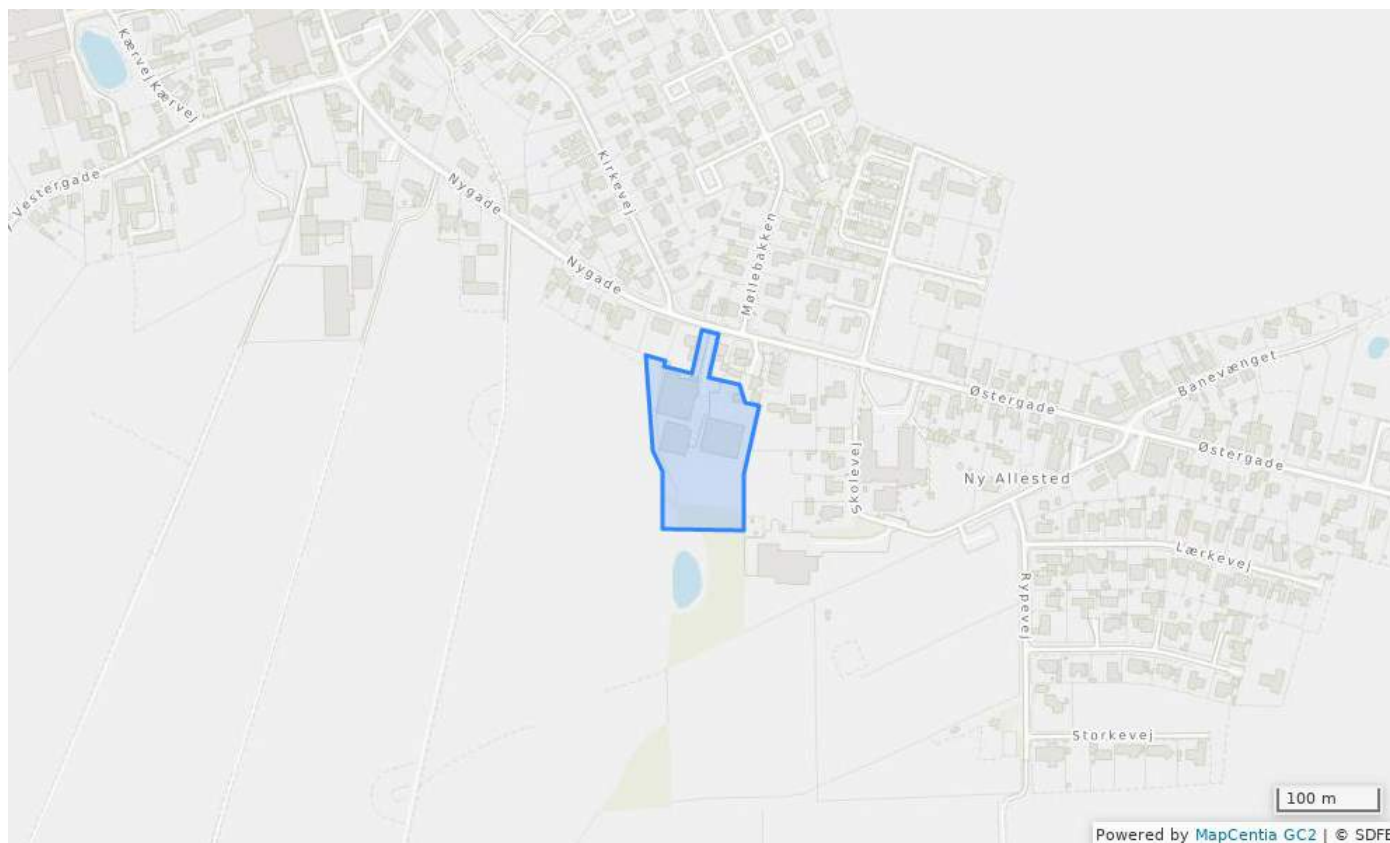 Kærvej
Kærvej
Vestergade
Nygade
Kirkevej
Nygade
Møllebakken
Østergade
Banevænget
Østergade
Skolevej
Ny Allested
Lærkevej
Rypevej
Storkevej
100 m
Powered by MapCentia GC2 | © SDFE